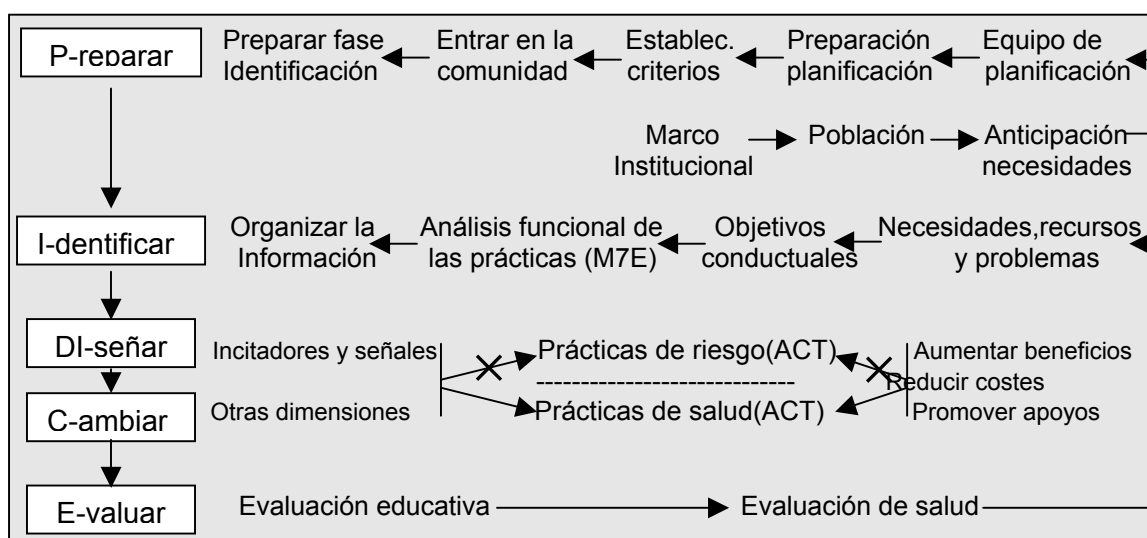 P-reparar
Preparar fase
Identificación
Entrar en la
comunidad
Establec.
criterios
Preparación
planificación
Equipo de
planificación
Marco
Institucional
Población
Anticipación
necesidades
I-dentificar
Organizar la
Información
Análisis funcional de
las prácticas (M7E)
Objetivos
conductuales
Necesidades,recursos
y problemas
DI-señar
Incitadores y señales
Prácticas de riesgo(ACT)
-----------------------------
Aumentar beneficios
Reducir costes
C-ambiar
Otras dimensiones
Prácticas de salud(ACT)
Promover apoyos
E-valuar
Evaluación educativa
Evaluación de salud